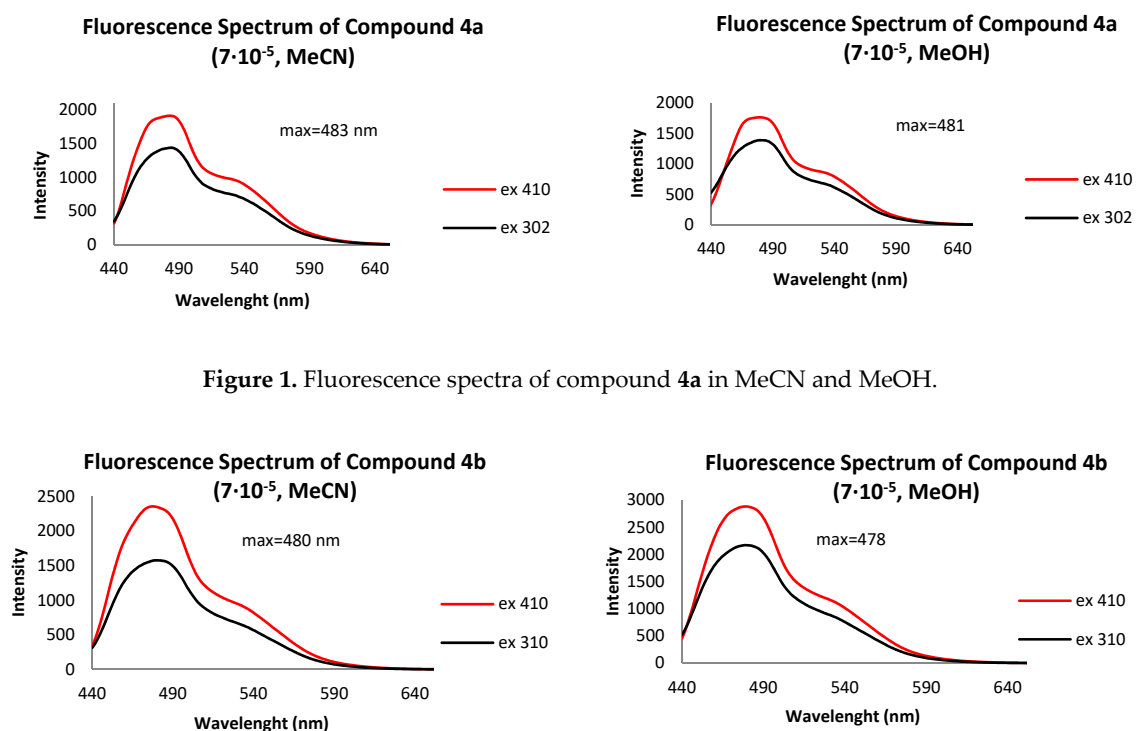 Fluorescence Spectrum of Compound 4a
(7·10-5, MeCN)
2000
1500
1000
500
0
Intensity
max=483 nm
ex 410
ex 302
440 490 540 590 640
Wavelenght (nm)
Fluorescence Spectrum of Compound 4a
(7·10-5, MeOH)
2000
1500
1000
500
0
Intensity
max=481
ex 410
ex 302
440 490 540 590 640
Wavelenght (nm)
Figure 1. Fluorescence spectra of compound 4a in MeCN and MeOH.
Fluorescence Spectrum of Compound 4b
(7·10-5, MeCN)
2500
2000
1500
1000
500
0
Intensity
max=480 nm
ex 410
ex 310
440 490 540 590 640
Wavelenght (nm)
Fluorescence Spectrum of Compound 4b
(7·10-5, MeOH)
3000
2500
2000
1500
1000
500
0
Intensity
max=478
ex 410
ex 310
440 490 540 590 640
Wavelenght (nm)